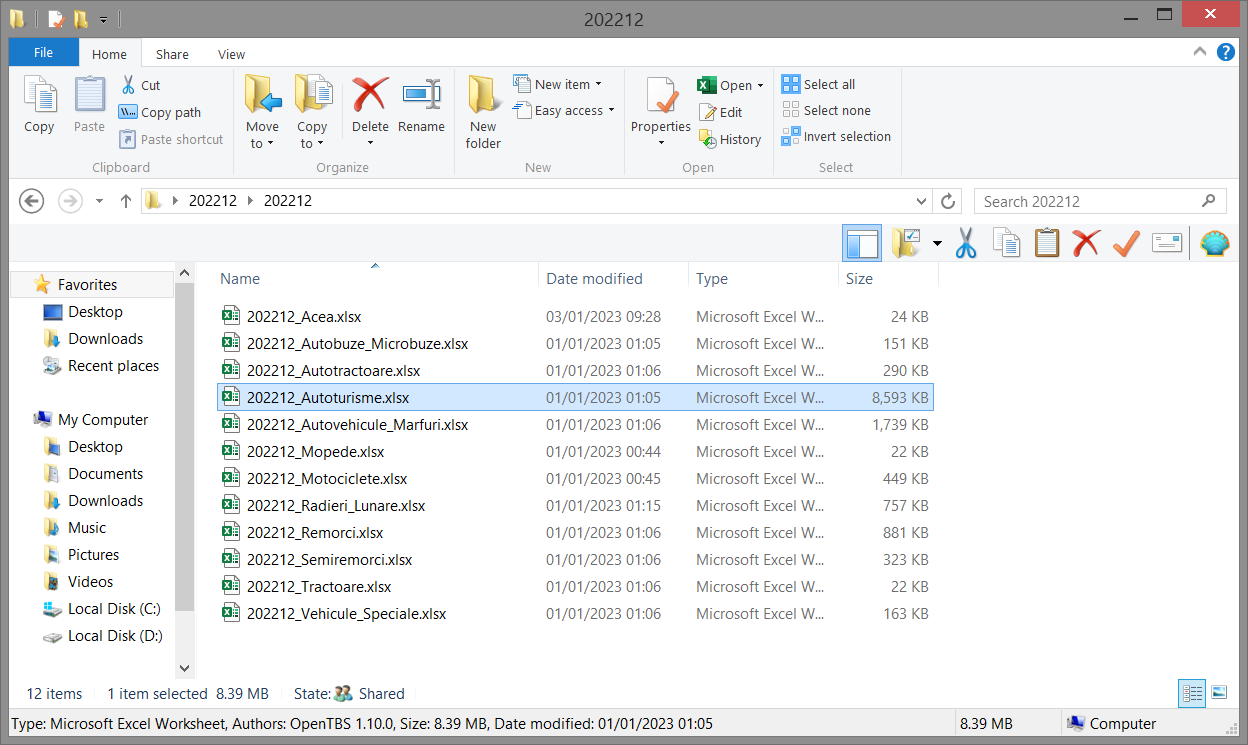 202212
File Home Share View
Copy Paste Cut Copy path Paste shortcut
Clipboard
Move to Copy to Delete Rename
Organize
New folder New item Easy access
New
Properties Open Edit History
Open
Select all Select none Invert selection
Select
202212 202212
Search 202212
Favorites
Desktop
Downloads
Recent places
My Computer
Desktop
Documents
Downloads
Music
Pictures
Videos
Local Disk (C:)
Local Disk (D:)
Name Date modified Type Size
202212_Acea.xlsx 03/01/2023 09:28 Microsoft Excel W... 24 KB
202212_Autobuze_Microbuze.xlsx 01/01/2023 01:05 Microsoft Excel W... 151 KB
202212_Autotractoare.xlsx 01/01/2023 01:06 Microsoft Excel W... 290 KB
202212_Autoturisme.xlsx 01/01/2023 01:05 Microsoft Excel W... 8,593 KB
202212_Autovehicule_Marfuri.xlsx 01/01/2023 01:06 Microsoft Excel W... 1,739 KB
202212_Mopede.xlsx 01/01/2023 00:44 Microsoft Excel W... 22 KB
202212_Motociclete.xlsx 01/01/2023 00:45 Microsoft Excel W... 449 KB
202212_Radieri_Lunare.xlsx 01/01/2023 01:15 Microsoft Excel W... 757 KB
202212_Remorci.xlsx 01/01/2023 01:06 Microsoft Excel W... 881 KB
202212_Semiremorci.xlsx 01/01/2023 01:06 Microsoft Excel W... 323 KB
202212_Tractoare.xlsx 01/01/2023 01:06 Microsoft Excel W... 22 KB
202212_Vehicule_Speciale.xlsx 01/01/2023 01:06 Microsoft Excel W... 163 KB
12 items 1 item selected 8.39 MB State: Shared
Type: Microsoft Excel Worksheet, Authors: OpenTBS 1.10.0, Size: 8.39 MB, Date modified: 01/01/2023 01:05 8.39 MB Computer